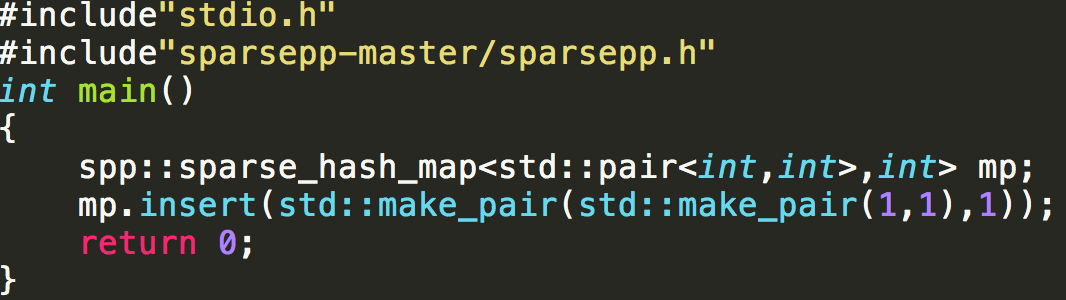 #include"stdio.h"
#include"sparsepp-master/sparsepp.h"
int main()
{
    spp::sparse_hash_map<std::pair<int,int>,int> mp;
    mp.insert(std::make_pair(std::make_pair(1,1),1));
    return 0;
}